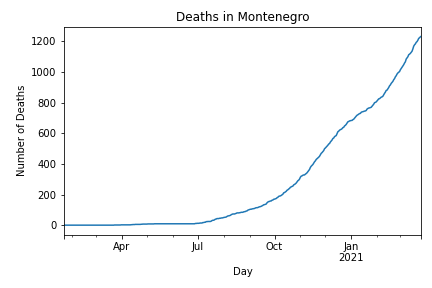 Deaths in Montenegro
1200
1000
800
600
400
200
0
Number of Deaths
Apr
Jul
Oct
Jan
2021
Day